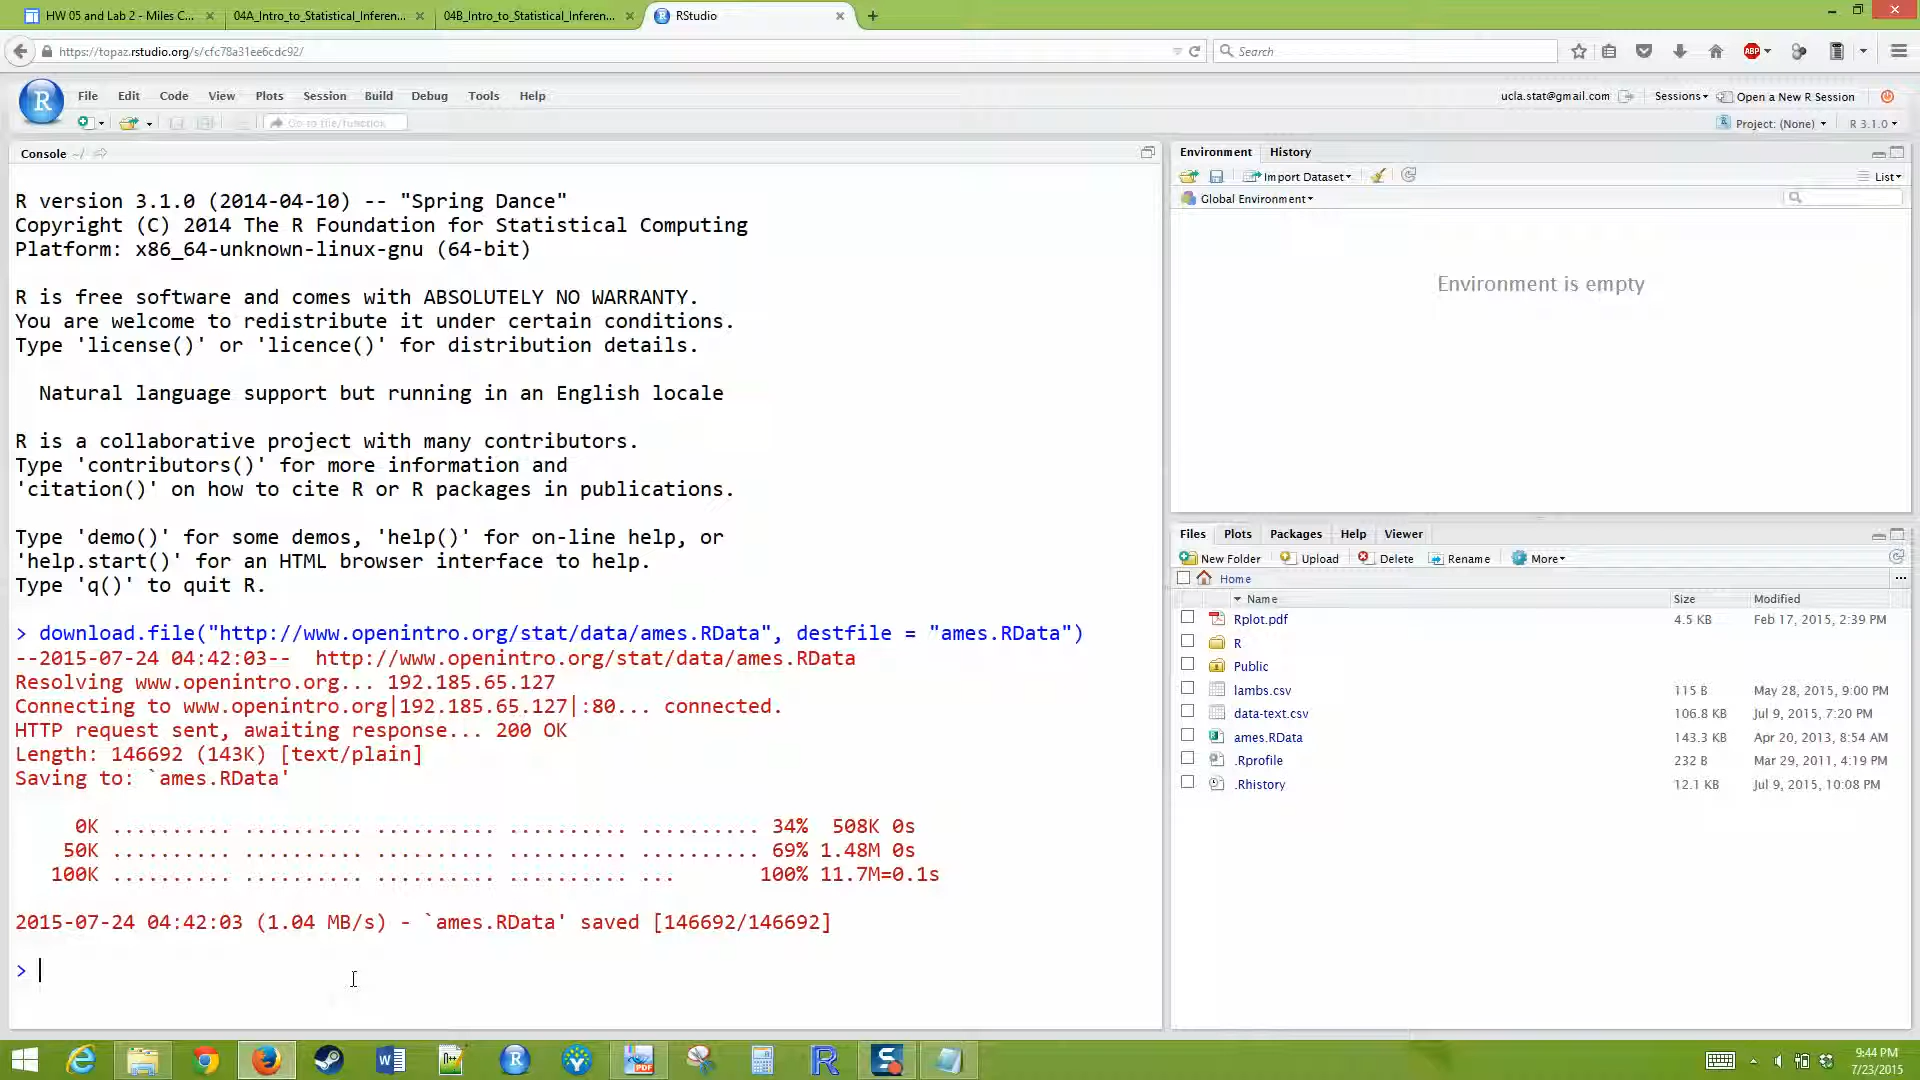 HW 05 and Lab 2 - Miles C...
04A_Intro_to_Statistical_Inferen...
04B_Intro_to_Statistical_Inferen...
RStudio
https://topaz.rstudio.org/s/cfc78a31ee6cdc92/
Search
ABP
R
File Edit Code View Plots Session Build Debug Tools Help
ucla.stat@gmail.com
Sessions
Open a New R Session
Go to file/function
Project: (None)
R 3.1.0
Console ~/
R version 3.1.0 (2014-04-10) -- "Spring Dance"
Copyright (C) 2014 The R Foundation for Statistical Computing
Platform: x86_64-unknown-linux-gnu (64-bit)
R is free software and comes with ABSOLUTELY NO WARRANTY.
You are welcome to redistribute it under certain conditions.
Type 'license()' or 'licence()' for distribution details.
Natural language support but running in an English locale
R is a collaborative project with many contributors.
Type 'contributors()' for more information and
'citation()' on how to cite R or R packages in publications.
Type 'demo()' for some demos, 'help()' for on-line help, or
'help.start()' for an HTML browser interface to help.
Type 'q()' to quit R.
> download.file("http://www.openintro.org/stat/data/ames.RData", destfile = "ames.RData")
--2015-07-24 04:42:03--  http://www.openintro.org/stat/data/ames.RData
Resolving www.openintro.org... 192.185.65.127
Connecting to www.openintro.org|192.185.65.127|:80... connected.
HTTP request sent, awaiting response... 200 OK
Length: 146692 (143K) [text/plain]
Saving to: `ames.RData'
0K .......... .......... .......... .......... .......... 34%  508K 0s
50K .......... .......... .......... .......... .......... 69% 1.48M 0s
100K .......... .......... .......... .......... ...        100% 11.7M=0.1s
2015-07-24 04:42:03 (1.04 MB/s) - `ames.RData' saved [146692/146692]
>
Environment History
Import Dataset
List
Global Environment
Environment is empty
Files Plots Packages Help Viewer
New Folder Upload Delete Rename More
Home
Name Size Modified
Rplot.pdf 4.5 KB Feb 17, 2015, 2:39 PM
R
Public
lambs.csv 115 B May 28, 2015, 9:00 PM
data-text.csv 106.8 KB Jul 9, 2015, 7:20 PM
ames.RData 143.3 KB Apr 20, 2013, 8:54 AM
.Rprofile 232 B Mar 29, 2011, 4:19 PM
.Rhistory 12.1 KB Jul 9, 2015, 10:08 PM
PDF
9:44 PM
7/23/2015